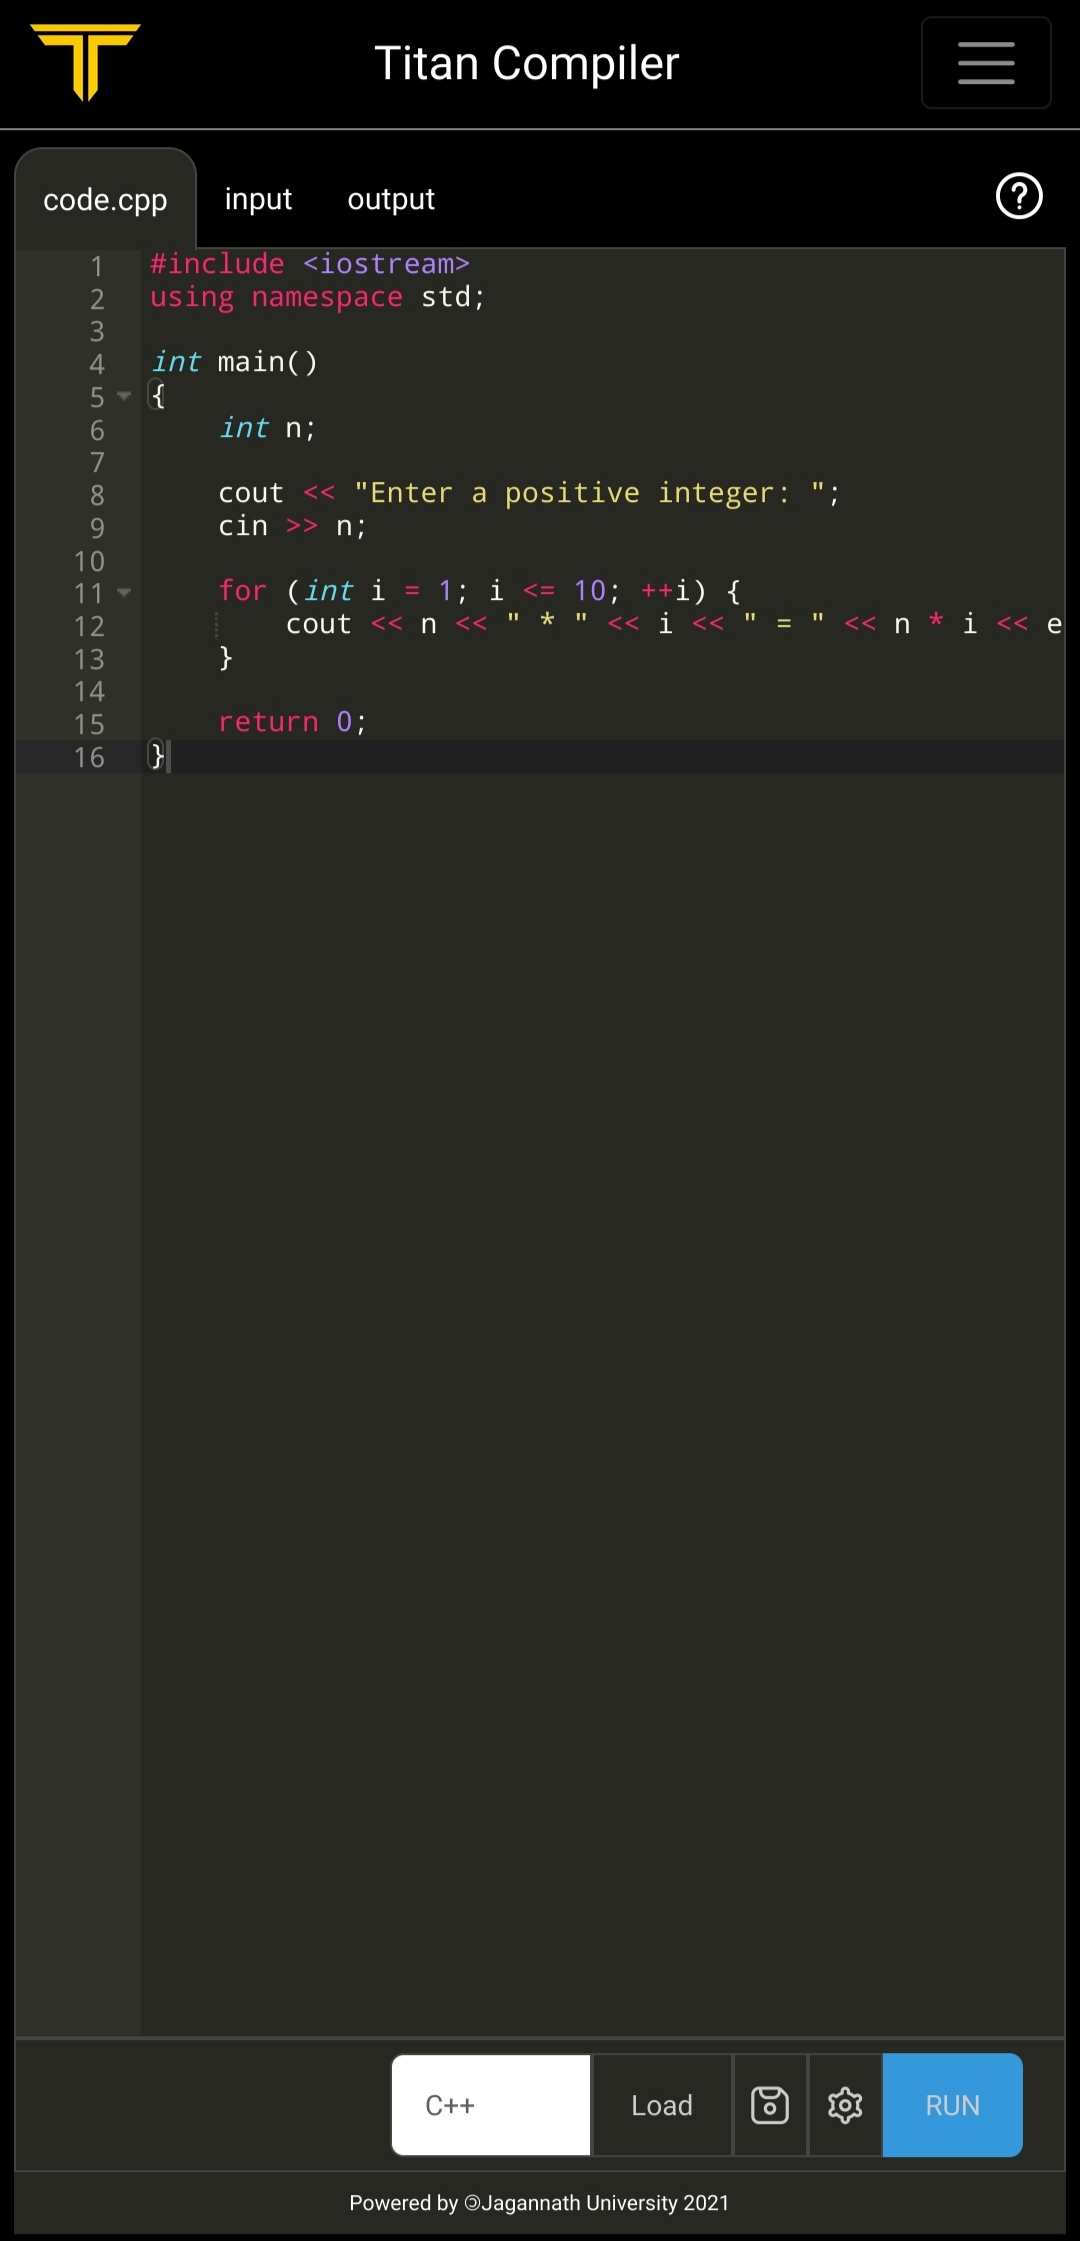 Titan Compiler
code.cpp input output
1 #include <iostream>
2 using namespace std;
3
4 int main()
5 {
6     int n;
7
8     cout << "Enter a positive integer: ";
9     cin >> n;
10
11     for (int i = 1; i <= 10; ++i) {
12         cout << n << " * " << i << " = " << n * i << e
13     }
14
15     return 0;
16 }
C++ Load RUN
Powered by ©Jagannath University 2021